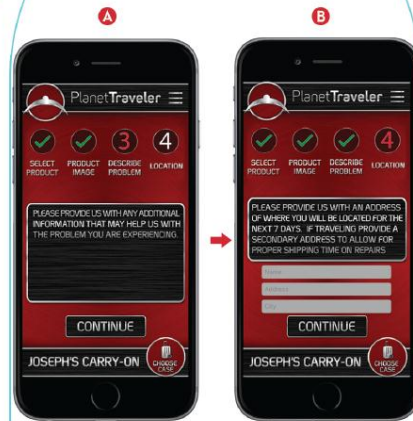 A
PlanetTraveler
3
4
SELECT PRODUCT
PRODUCT IMAGE
DESCRIBE PROBLEM
LOCATION
PLEASE PROVIDE US WITH ANY ADDITIONAL
INFORMATION THAT MAY HELP US WITH
THE PROBLEM YOU ARE EXPERIENCING.
CONTINUE
JOSEPH'S CARRY-ON
CHOOSE CASE
B
PlanetTraveler
4
SELECT PRODUCT
PRODUCT IMAGE
DESCRIBE PROBLEM
LOCATION
PLEASE PROVIDE US WITH AN ADDRESS
OF WHERE YOU WILL BE LOCATED FOR THE
NEXT 7 DAYS. IF TRAVELING PROVIDE A
SECONDARY ADDRESS TO ALLOW FOR
PROPER SHIPPING TIME ON REPAIRS
Name
Address
City
CONTINUE
JOSEPH'S CARRY-ON
CHOOSE CASE